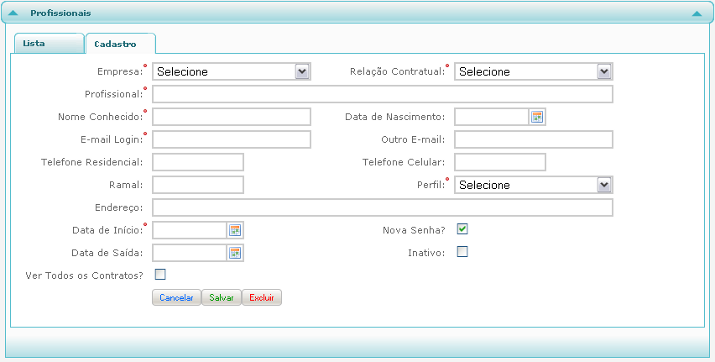 Profissionais
Lista Cadastro
Empresa:* Selecione Relação Contratual:* Selecione
Profissional:*
Nome Conhecido:* Data de Nascimento:
E-mail Login:* Outro E-mail:
Telefone Residencial: Telefone Celular:
Ramal: Perfil:* Selecione
Endereço:
Data de Início:* Nova Senha?
Data de Saída: Inativo:
Ver Todos os Contratos?
Cancelar Salvar Excluir